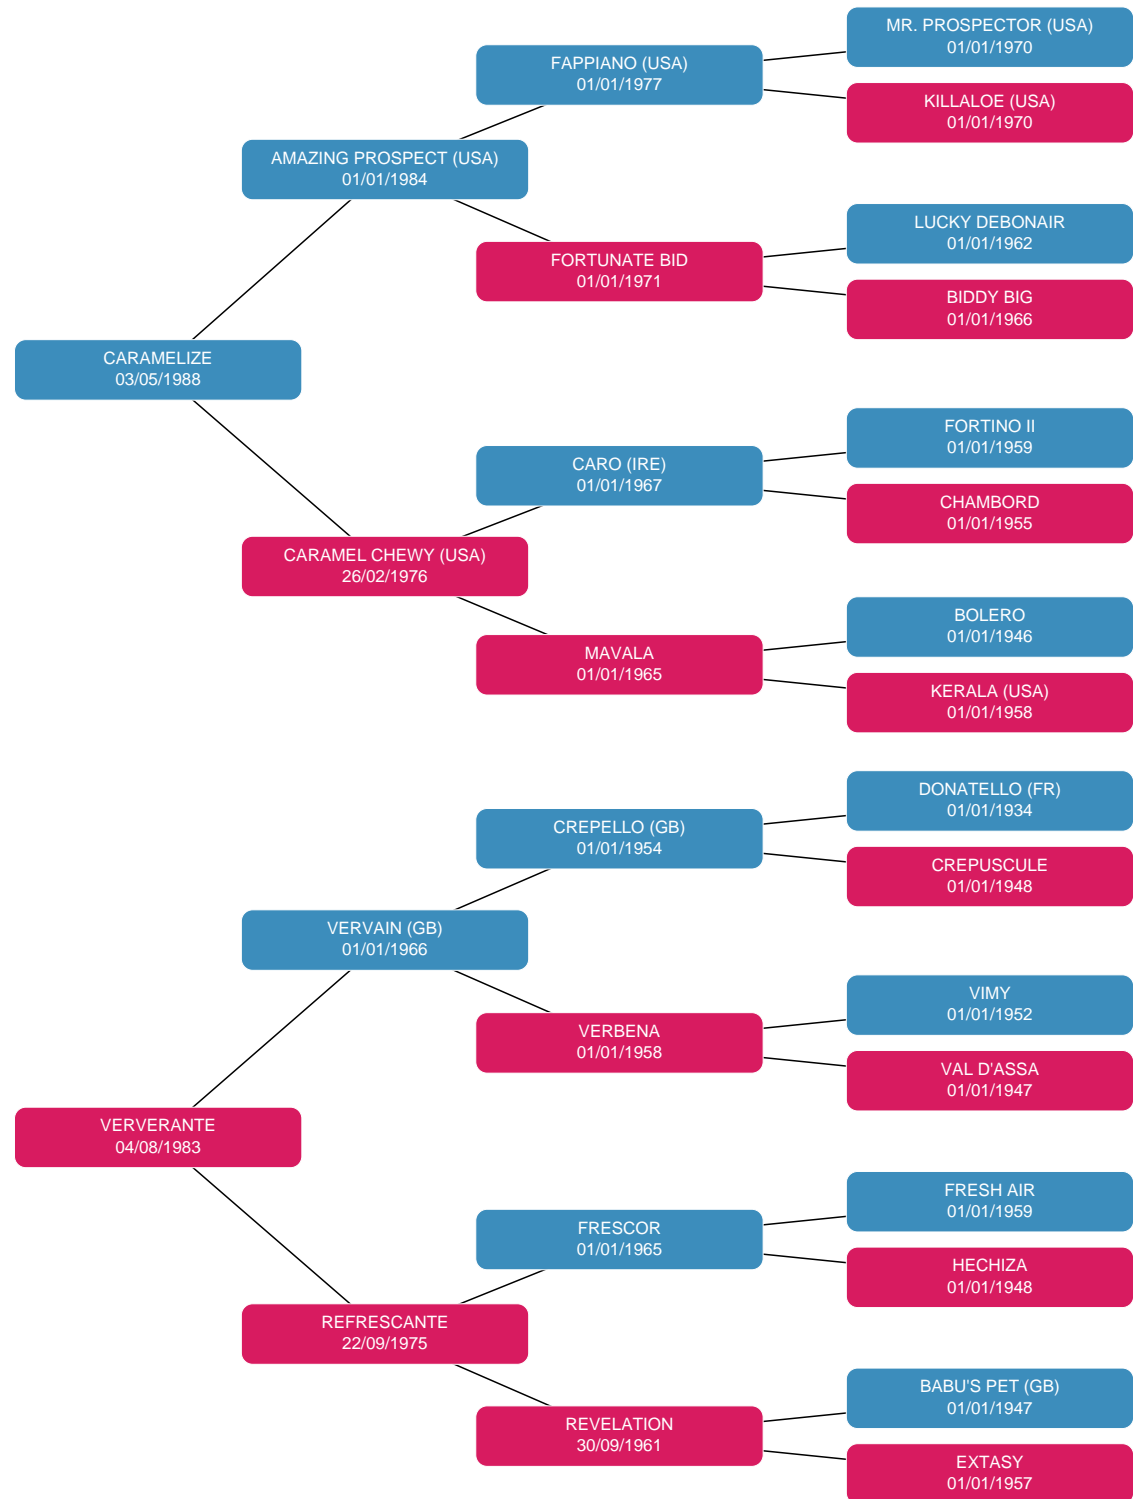 MR. PROSPECTOR (USA)
01/01/1970
FAPPIANO (USA)
01/01/1977
KILLALOE (USA)
01/01/1970
AMAZING PROSPECT (USA)
01/01/1984
LUCKY DEBONAIR
01/01/1962
FORTUNATE BID
01/01/1971
BIDDY BIG
01/01/1966
CARAMELIZE
03/05/1988
FORTINO II
01/01/1959
CARO (IRE)
01/01/1967
CHAMBORD
01/01/1955
CARAMEL CHEWY (USA)
26/02/1976
BOLERO
01/01/1946
MAVALA
01/01/1965
KERALA (USA)
01/01/1958
DONATELLO (FR)
01/01/1934
CREPELLO (GB)
01/01/1954
CREPUSCULE
01/01/1948
VERVAIN (GB)
01/01/1966
VIMY
01/01/1952
VERBENA
01/01/1958
VAL D'ASSA
01/01/1947
VERVERANTE
04/08/1983
FRESH AIR
01/01/1959
FRESCOR
01/01/1965
HECHIZA
01/01/1948
REFRESCANTE
22/09/1975
BABU'S PET (GB)
01/01/1947
REVELATION
30/09/1961
EXTASY
01/01/1957